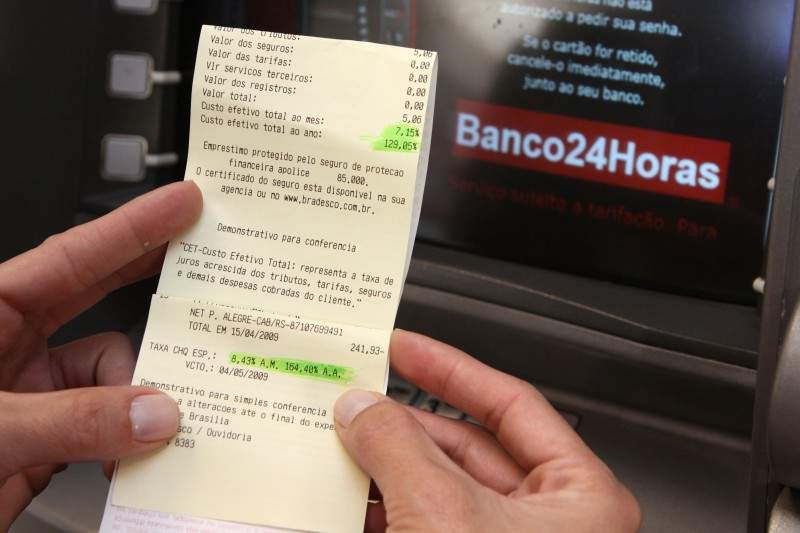 Valor dos tributos:
Valor dos seguros: 5,06
Valor das tarifas: 0,00
Vlr servicos terceiros: 0,00
Valor dos registros: 0,00
Valor total: 5,06
Custo efetivo total ao mes: 7,15%
Custo efetivo total ao ano: 129,05%
Emprestimo protegido pelo seguro de protecao
financeira apolice 85.000.
O certificado do seguro esta disponivel na sua
agencia ou no www.bradesco.com.br.
Demonstrativo para conferencia
"CET-Custo Efetivo Total: representa a taxa de
juros acrescida dos tributos, tarifas, seguros
e demais despesas cobradas do cliente."
NET P. ALEGRE-CAB/RS-87107699491
TOTAL EM 15/04/2009 241,93-
TAXA CHQ ESP.: 8,43% A.M. 164,40% A.A.
VCTO.: 04/05/2009
Demonstrativo para simples conferencia
a alteracoes ate o final do expe
e Brasilia
sco / Ouvidoria
8383
autorizado a pedir sua senha.
Se o cartão for retido,
cancele-o imediatamente,
junto ao seu banco.
Banco24Horas
Serviço sujeito a tarifação. Para